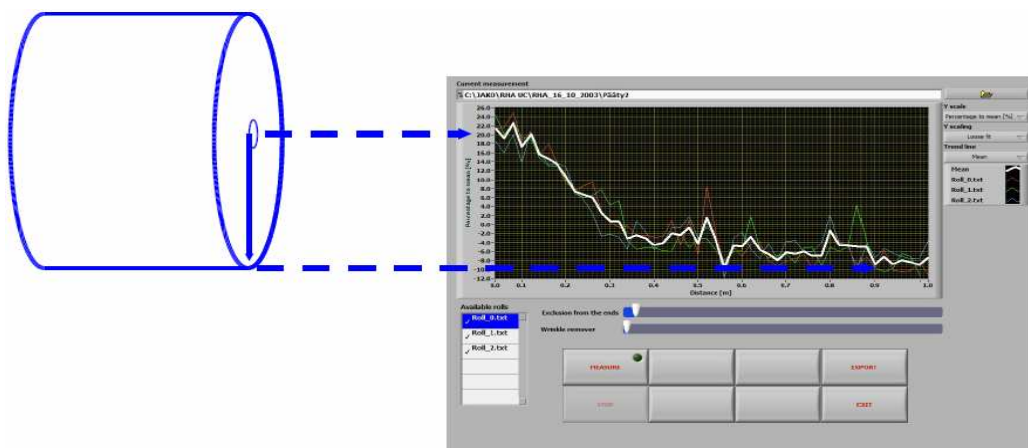 Current measurement
C:\JAKO\RHA UC\RHA_16_10_2003\Pääty2
Y scale
Percentage to mean [%]
Y scaling
Loose fit
Trend line
Mean
Mean
Roll_0.txt
Roll_1.txt
Roll_2.txt
Percentage to mean [%]
26.0
24.0
22.0
20.0
18.0
16.0
14.0
12.0
10.0
8.0
6.0
4.0
2.0
0.0
-2.0
-4.0
-6.0
-8.0
-10.0
-12.0
0.0 0.1 0.2 0.3 0.4 0.5 0.6 0.7 0.8 0.9 1.0
Distance [m]
Available rolls
Roll_0.txt
Roll_1.txt
Roll_2.txt
Exclusion from the ends
Wrinkle remover
MEASURE
EXPORT
STOP
EXIT